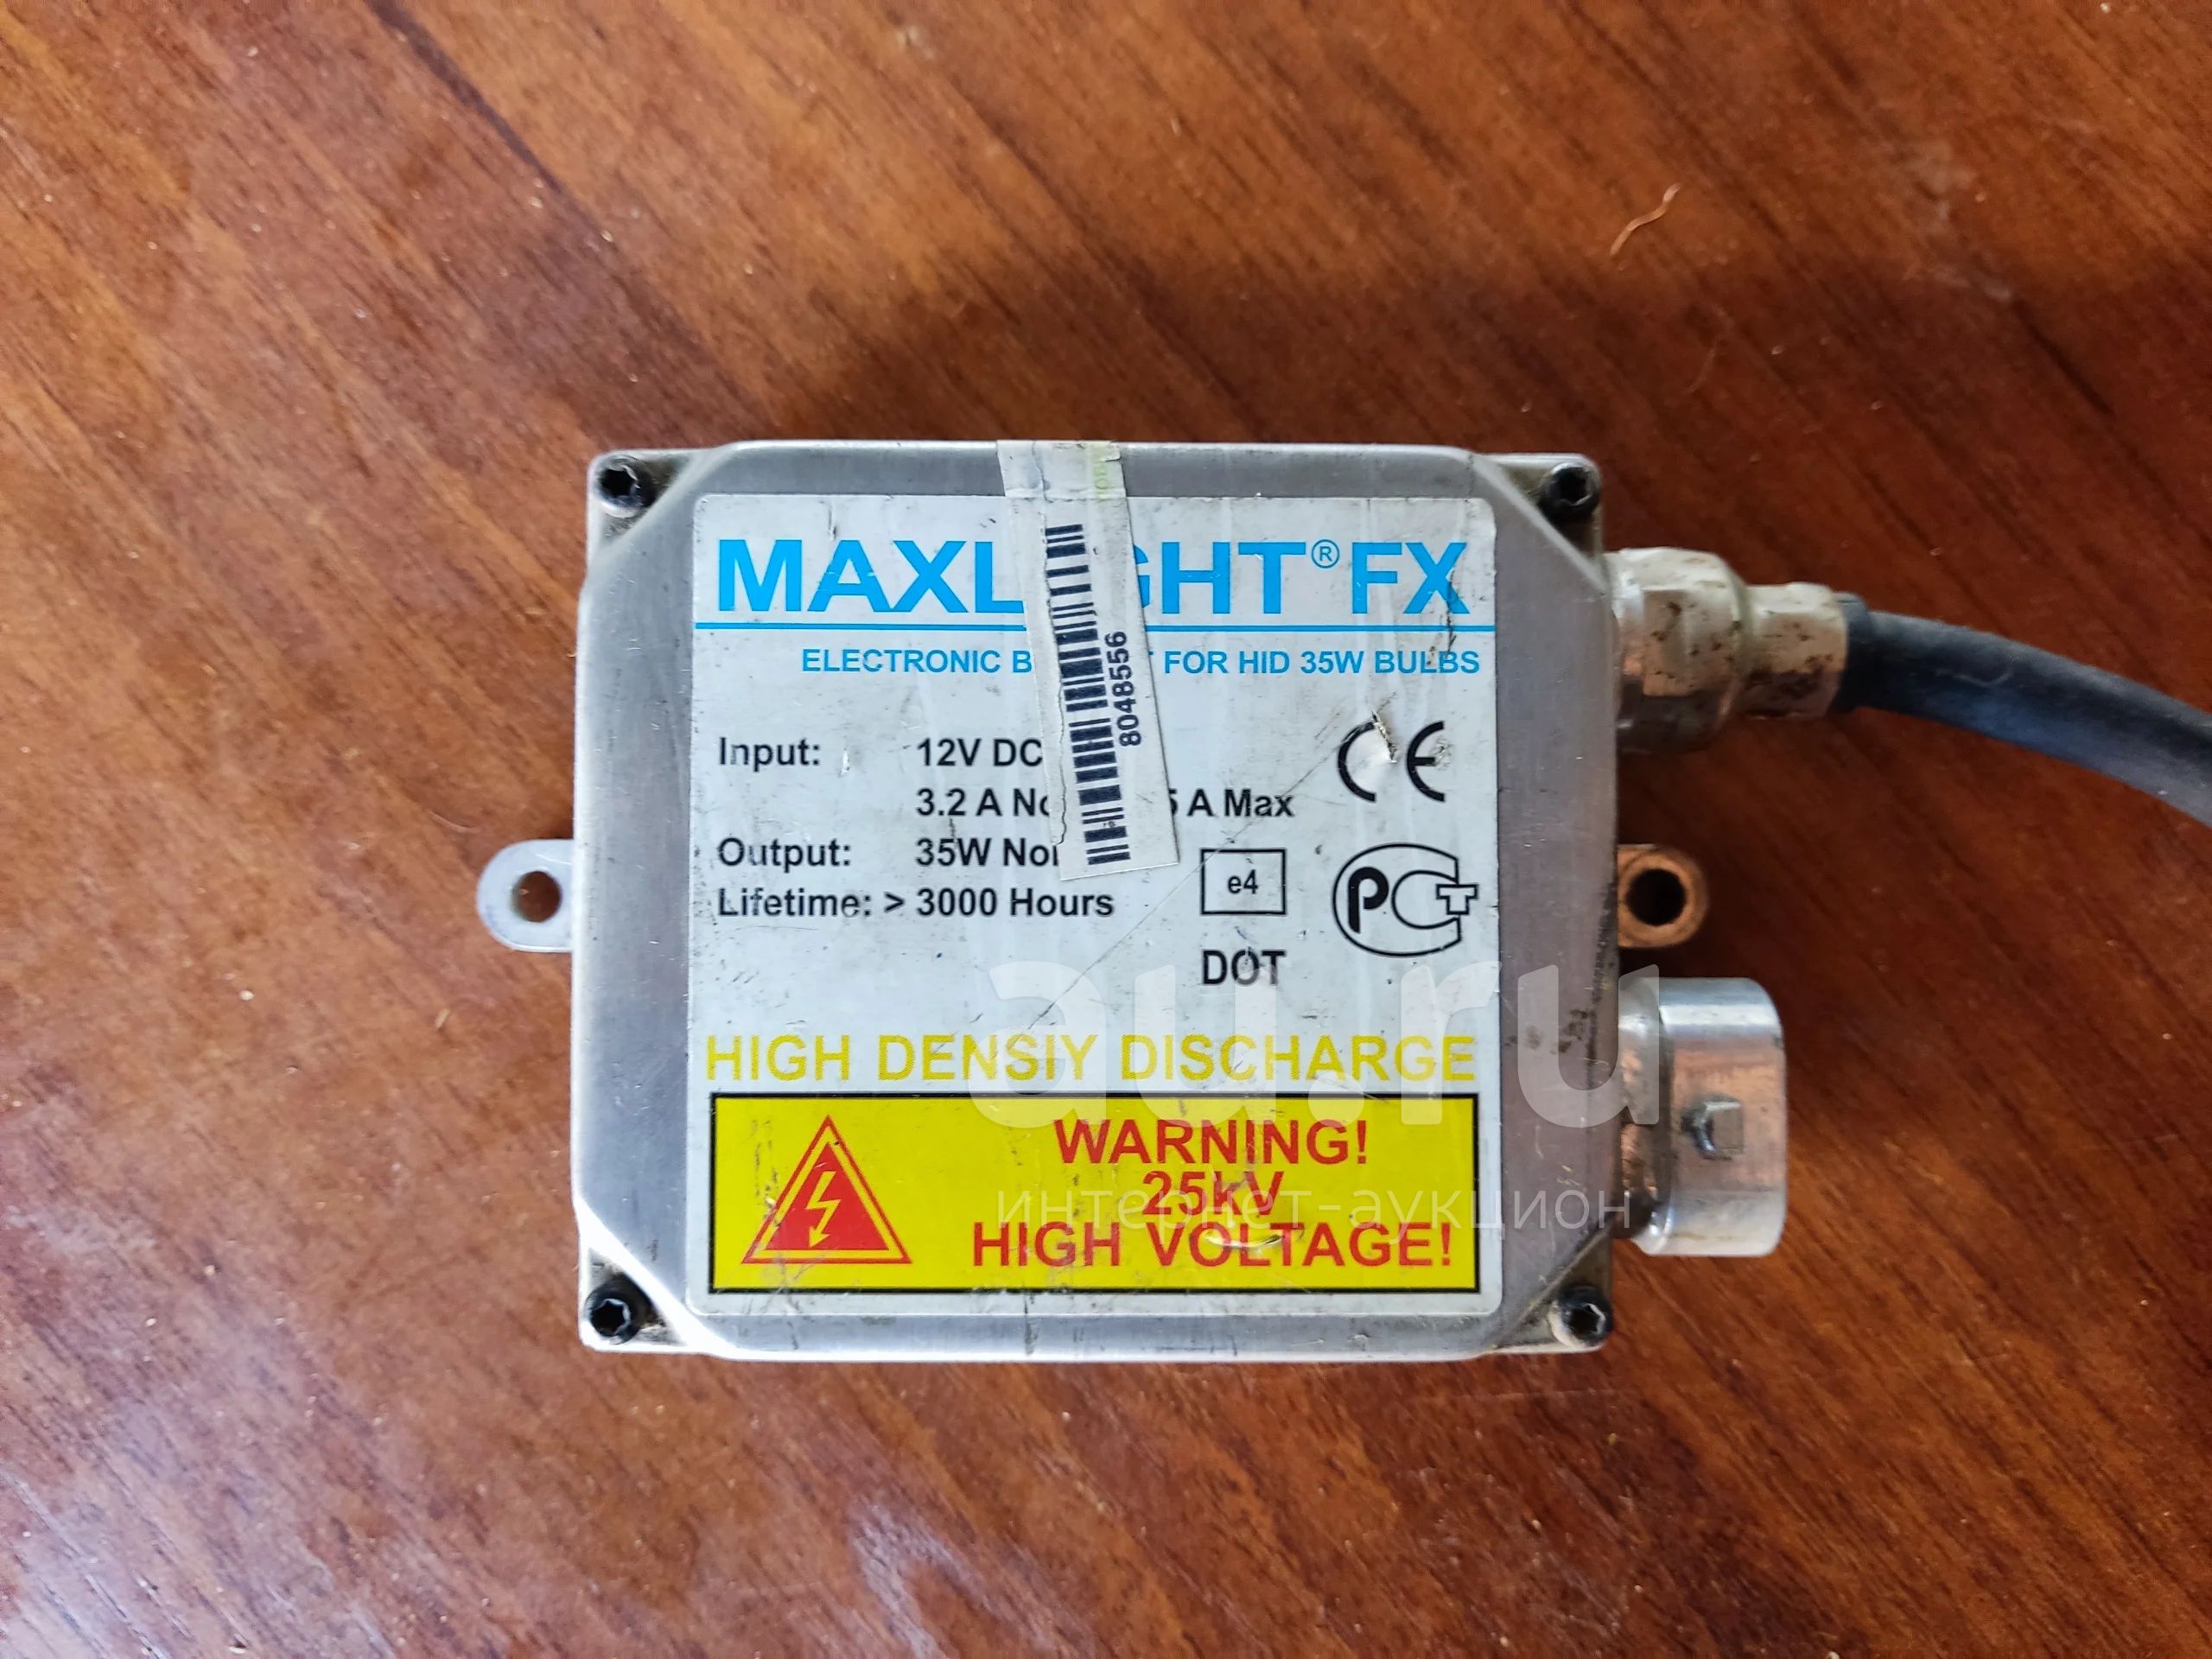 MAXL GHT® FX
ELECTRONIC B T FOR HID 35W BULBS
Input: 12V DC
3.2 A No 5 A Max
Output: 35W No
Lifetime: > 3000 Hours
8048556
CE
e4
DOT
РСТ
HIGH DENSIY DISCHARGE
WARNING!
25kV
HIGH VOLTAGE!
au.ru
интернет-аукцион